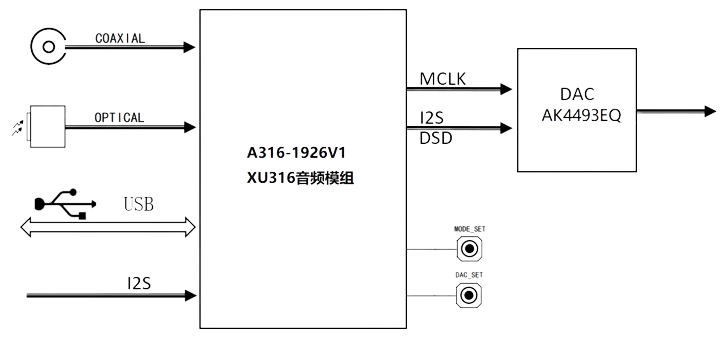 COAXIAL
OPTICAL
USB
I2S
A316-1926V1
XU316音频模组
MCLK
I2S
DSD
MODE_SET
DAC_SET
DAC
AK4493EQ